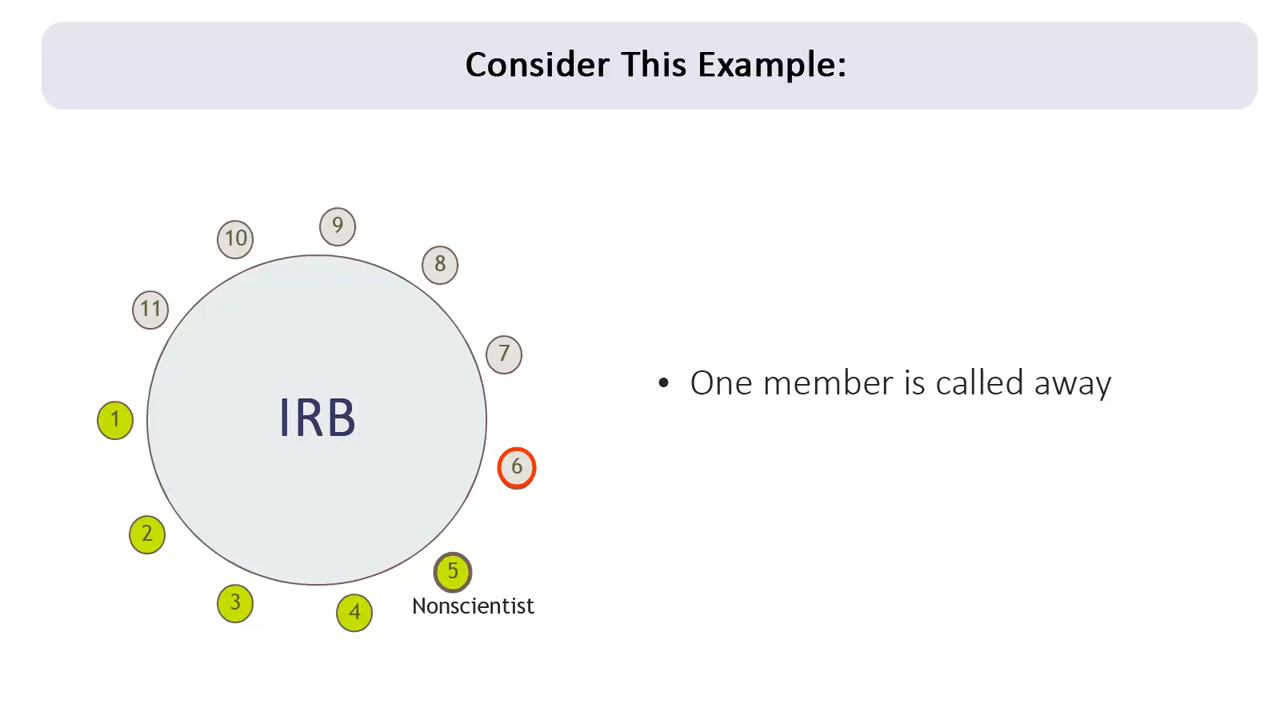 Consider This Example:
9
10
8
11
7
IRB
1
6
2
5
3
4
Nonscientist
• One member is called away